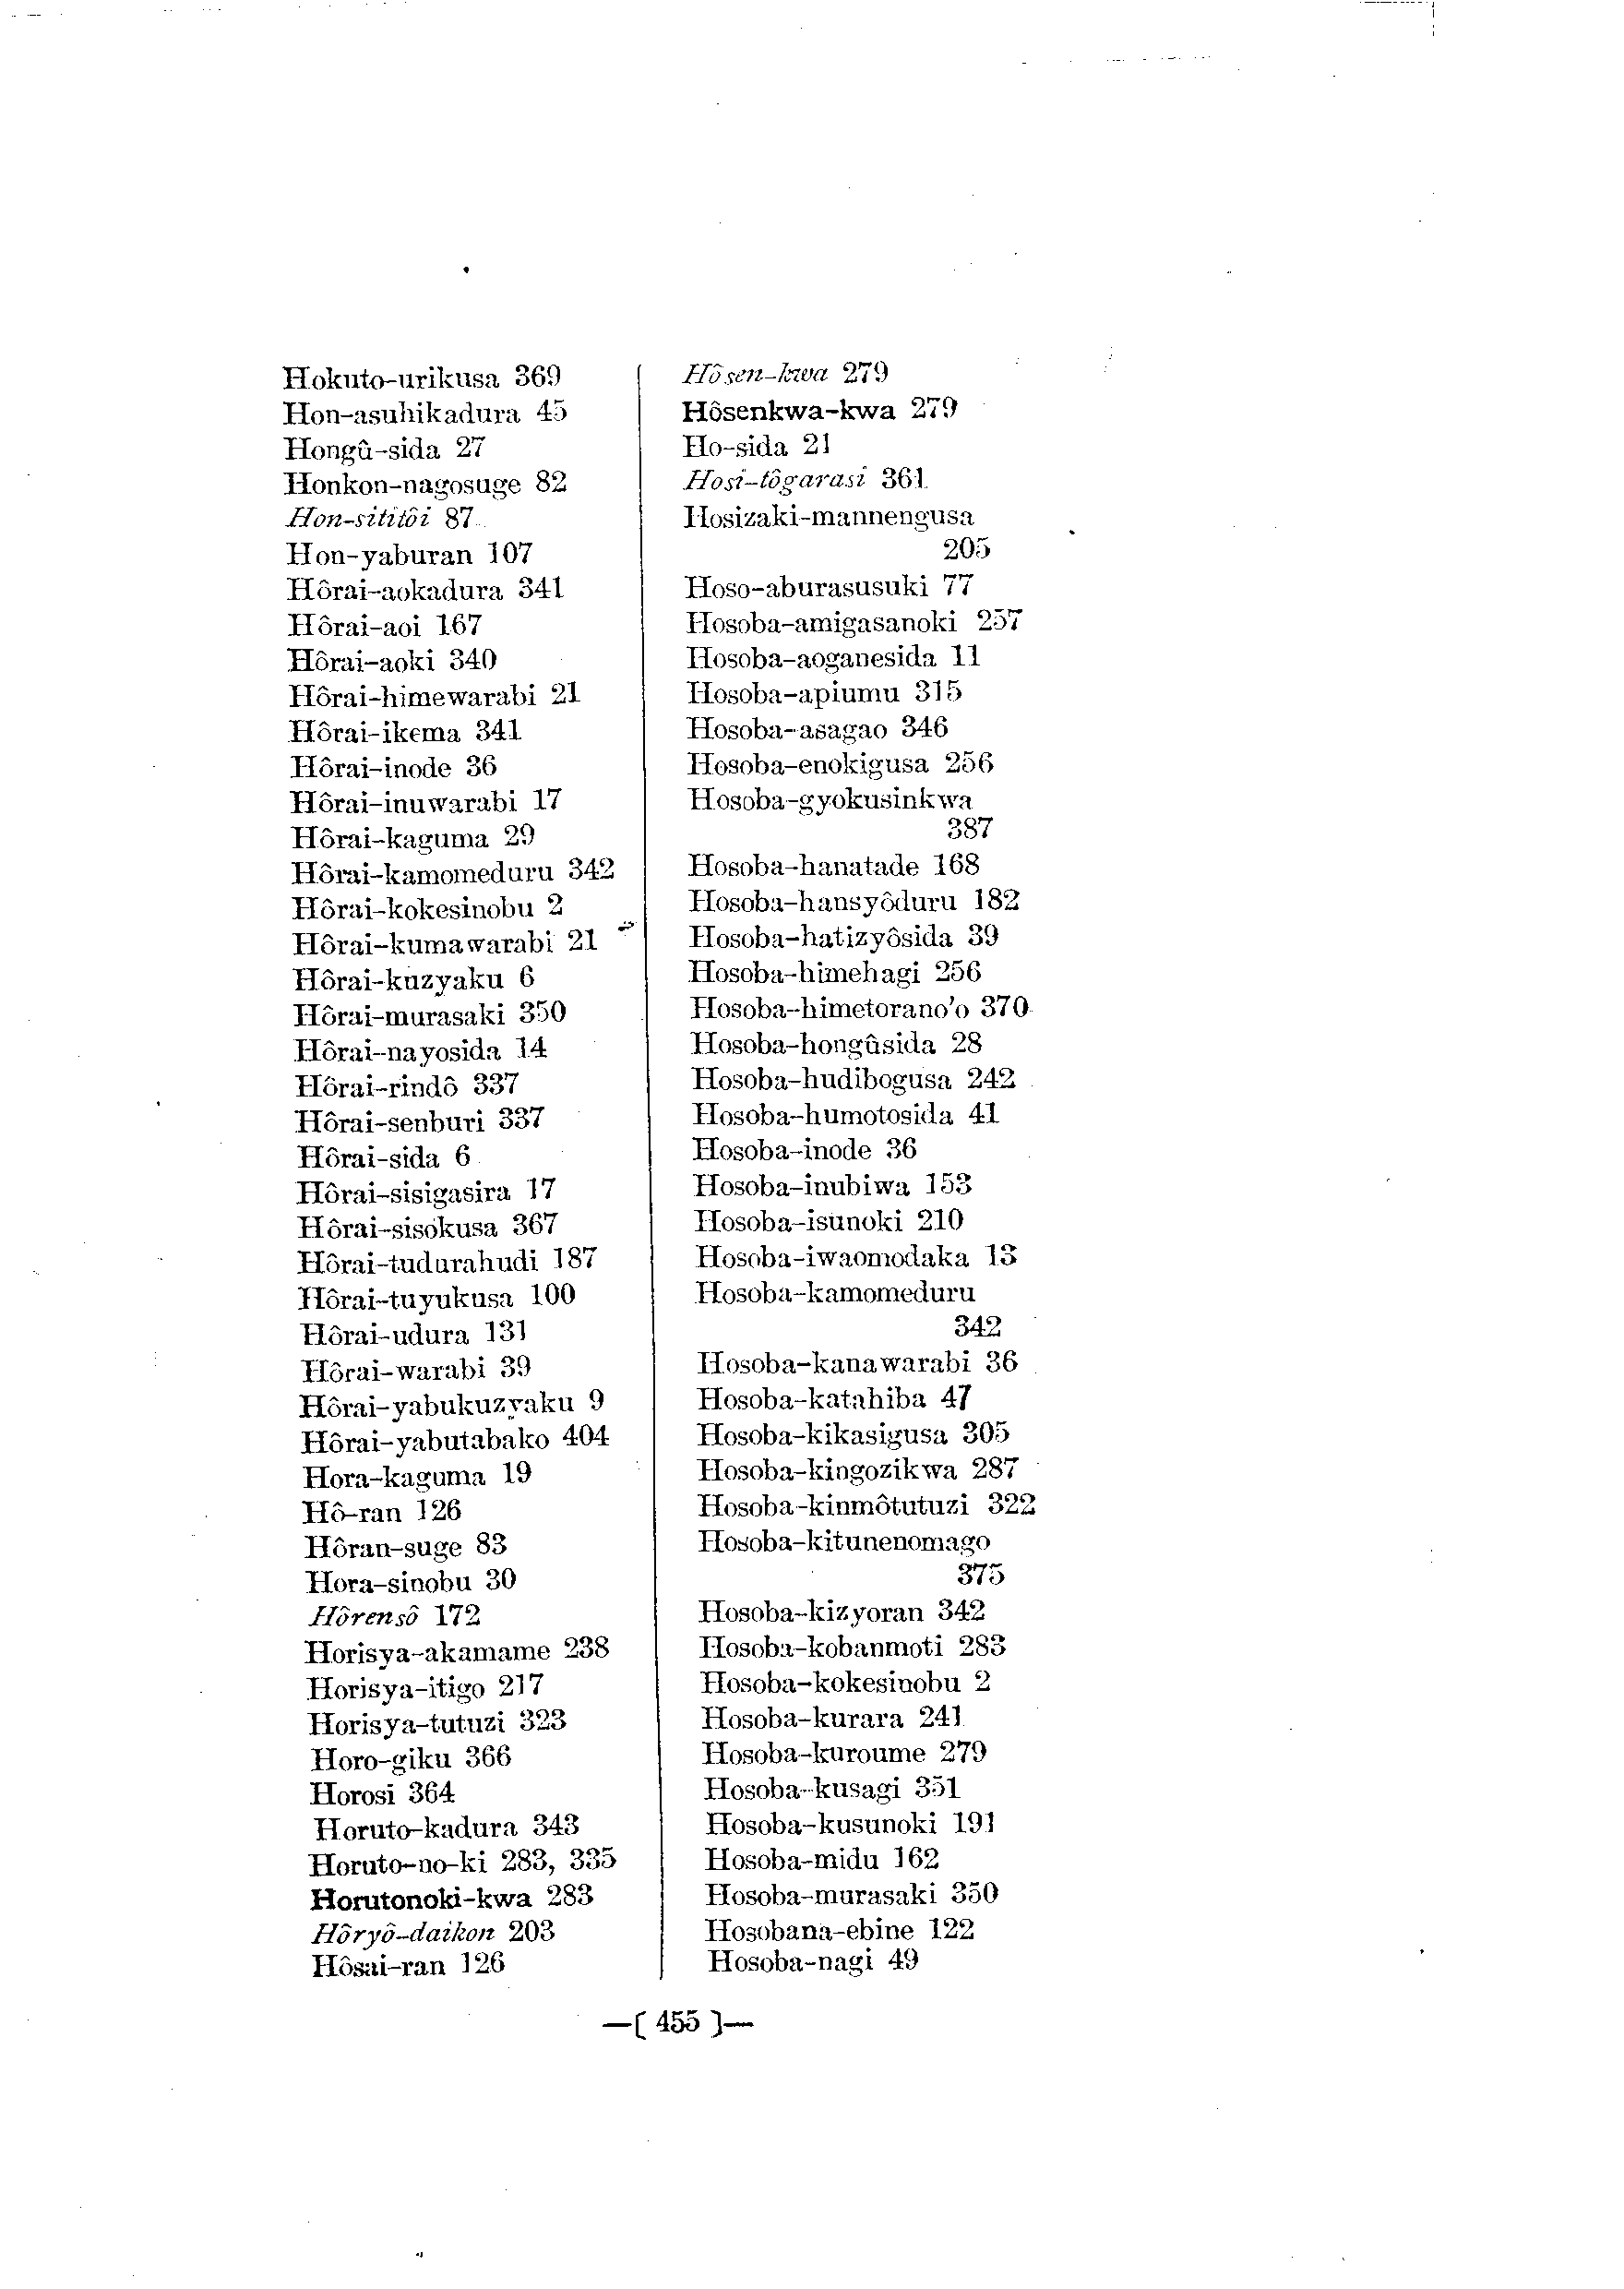 Hokuto-urikusa 369
Hon-asuhikadura 45
Hongû-sida 27
Honkon-nagosuge 82
Hon-sititôi 87
Hon-yaburan 107
Hôrai-aokadura 341
Hôrai-aoi 167
Hôrai-aoki 340
Hôrai-himewarabi 21
Hôrai-ikema 341
Hôrai-inode 36
Hôrai-inuwarabi 17
Hôrai-kaguma 29
Hôrai-kamomeduru 342
Hôrai-kokesinobu 2
Hôrai-kumawarabi 21
Hôrai-kuzyaku 6
Hôrai-murasaki 350
Hôrai-nayosida 14
Hôrai-rindô 337
Hôrai-senburi 337
Hôrai-sida 6
Hôrai-sisigasira 17
Hôrai-sisokusa 367
Hôrai-tudurahudi 187
Hôrai-tuyukusa 100
Hôrai-udura 131
Hôrai-warabi 39
Hôrai-yabukuzyaku 9
Hôrai-yabutabako 404
Hora-kaguma 19
Hô-ran 126
Hôran-suge 83
Hora-sinobu 30
Hôrensô 172
Horisya-akamame 238
Horisya-itigo 217
Horisya-tutuzi 323
Horo-giku 366
Horosi 364
Horuto-kadura 343
Horuto-no-ki 283, 335
Horutonoki-kwa 283
Hôryô-daikon 203
Hôsai-ran 126
Hôsen-kwa 279
Hôsenkwa-kwa 279
Ho-sida 21
Hosi-tôgarasi 361
Hosizaki-mannengusa
205
Hoso-aburasusuki 77
Hosoba-amigasanoki 257
Hosoba-aoganesida 11
Hosoba-apiumu 315
Hosoba-asagao 346
Hosoba-enokigusa 256
Hosoba-gyokusinkwa
387
Hosoba-hanatade 168
Hosoba-hansyôduru 182
Hosoba-hatizyôsida 39
Hosoba-himehagi 256
Hosoba-himetorano'o 370
Hosoba-hongûsida 28
Hosoba-hudibogusa 242
Hosoba-humotosida 41
Hosoba-inode 36
Hosoba-inubiwa 153
Hosoba-isunoki 210
Hosoba-iwaomodaka 13
Hosoba-kamomeduru
342
Hosoba-kanawarabi 36
Hosoba-katahiba 47
Hosoba-kikasigusa 305
Hosoba-kingozikwa 287
Hosoba-kinmôtutuzi 322
Hosoba-kitunenomago
375
Hosoba-kizyoran 342
Hosoba-kobanmoti 283
Hosoba-kokesinobu 2
Hosoba-kurara 241
Hosoba-kuroume 279
Hosoba-kusagi 351
Hosoba-kusunoki 191
Hosoba-midu 162
Hosoba-murasaki 350
Hosobana-ebine 122
Hosoba-nagi 49
—( 455 )—